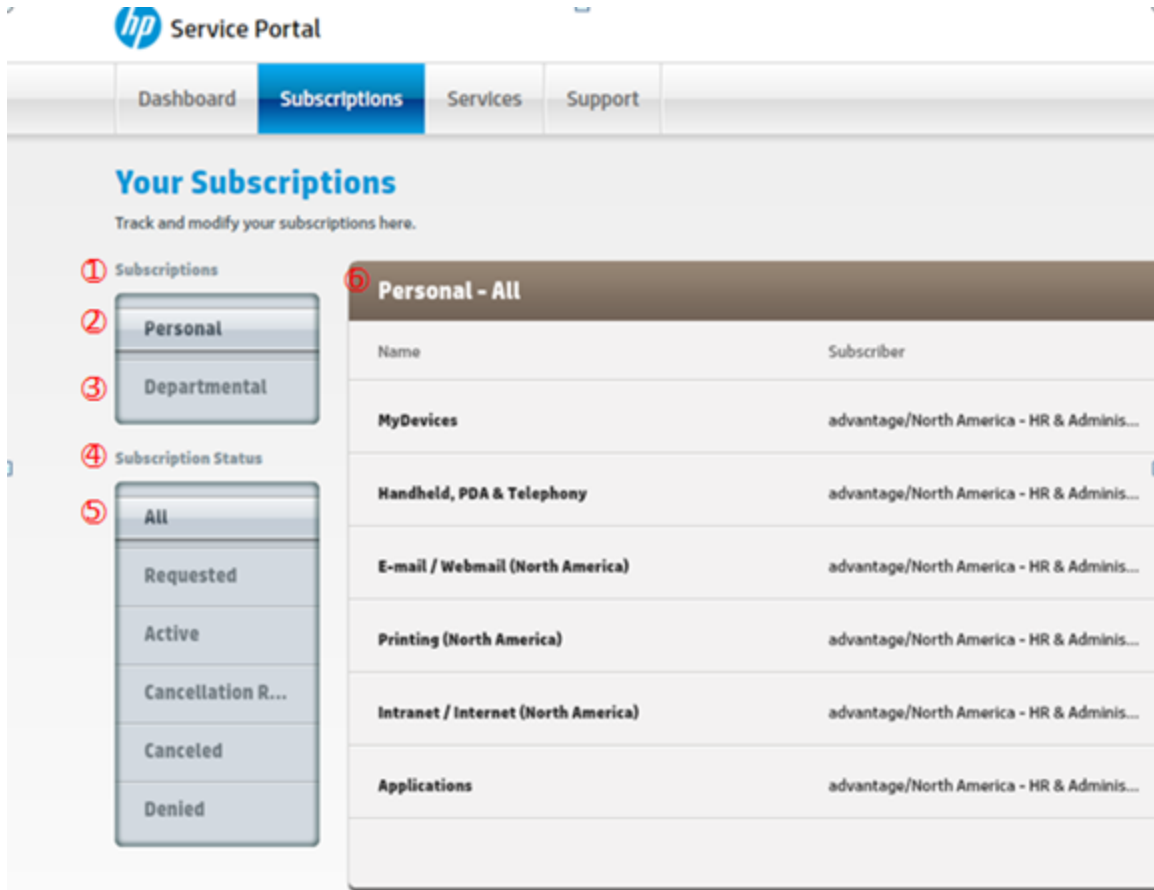 hp Service Portal
Dashboard Subscriptions Services Support
Your Subscriptions
Track and modify your subscriptions here.
① Subscriptions
② Personal
③ Departmental
④ Subscription Status
⑤ All
Requested
Active
Cancellation R...
Canceled
Denied
⑥ Personal - All
Name Subscriber
MyDevices advantage/North America - HR & Adminis...
Handheld, PDA & Telephony advantage/North America - HR & Adminis...
E-mail / Webmail (North America) advantage/North America - HR & Adminis...
Printing (North America) advantage/North America - HR & Adminis...
Intranet / Internet (North America) advantage/North America - HR & Adminis...
Applications advantage/North America - HR & Adminis...